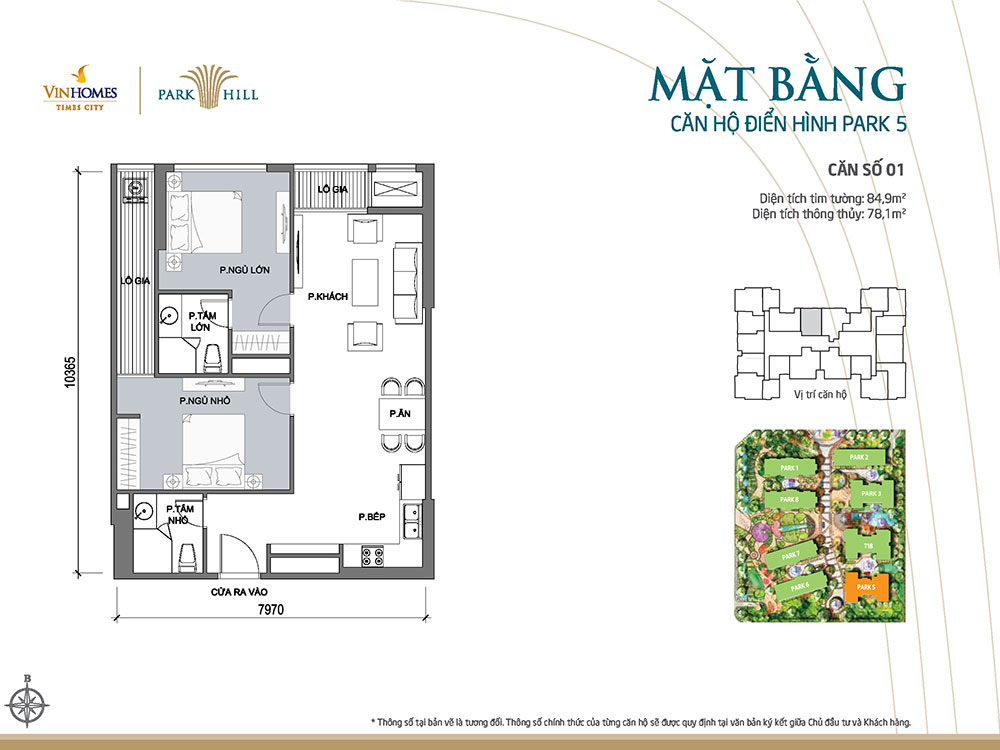 VINHOMES
TIMES CITY
PARK HILL
MẶT BẰNG
CĂN HỘ ĐIỂN HÌNH PARK 5
CĂN SỐ 01
Diện tích tim tường: 84,9m²
Diện tích thông thủy: 78,1m²
LÔ GIA
P.NGỦ LỚN
LÔ GIA
P.KHÁCH
P.TẮM
LỚN
10365
P.NGỦ NHỎ
P.ĂN
P.TẮM
NHỎ
P.BẾP
CỬA RA VÀO
7970
Vị trí căn hộ
PARK 1
PARK 2
PARK 8
PARK 3
PARK 7
T18
PARK 6
PARK 5
B
* Thông số tại bản vẽ là tương đối. Thông số chính thức của từng căn hộ sẽ được quy định tại văn bản ký kết giữa Chủ đầu tư và Khách hàng.